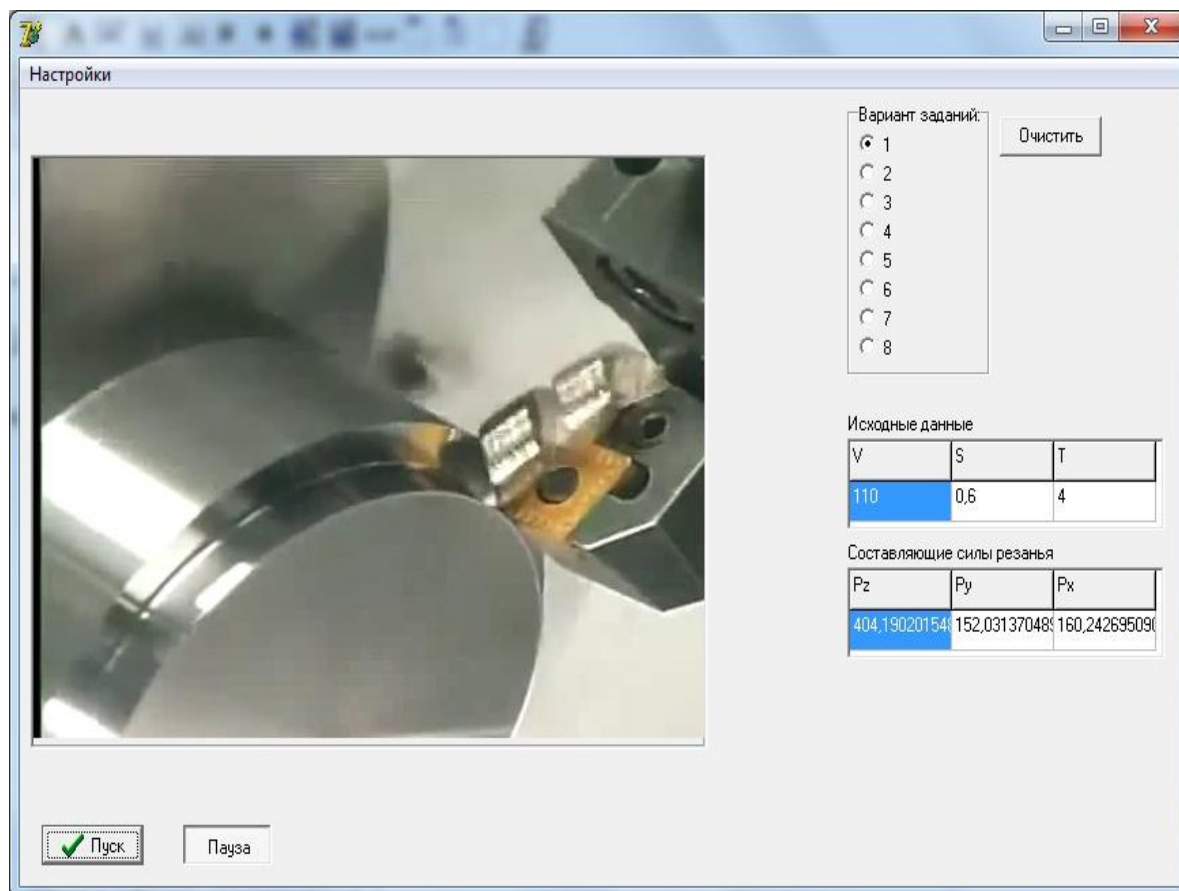 Настройки
Вариант заданий:
1
2
3
4
5
6
7
8
Очистить
Исходные данные
V S T
110 0,6 4
Составляющие силы резанья
Pz Py Px
404,19020154 152,03137048 160,24269509
Пуск
Пауза